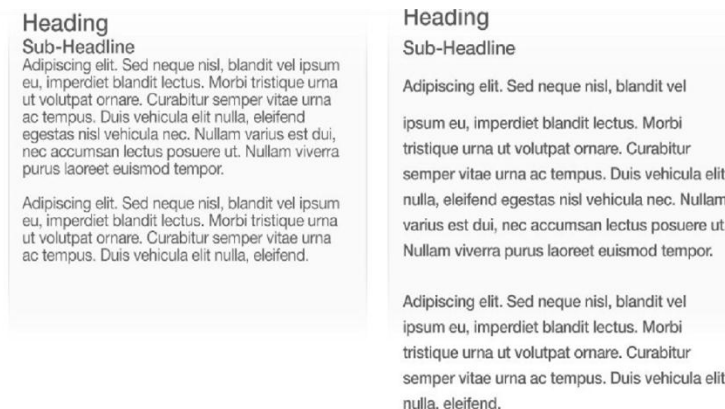 Heading
Sub-Headline
Adipiscing elit. Sed neque nisl, blandit vel ipsum
eu, imperdiet blandit lectus. Morbi tristique urna
ut volutpat ornare. Curabitur semper vitae urna
ac tempus. Duis vehicula elit nulla, eleifend
egestas nisl vehicula nec. Nullam varius est dui,
nec accumsan lectus posuere ut. Nullam viverra
purus laoreet euismod tempor.
Adipiscing elit. Sed neque nisl, blandit vel ipsum
eu, imperdiet blandit lectus. Morbi tristique urna
ut volutpat ornare. Curabitur semper vitae urna
ac tempus. Duis vehicula elit nulla, eleifend.
Heading
Sub-Headline
Adipiscing elit. Sed neque nisl, blandit vel
ipsum eu, imperdiet blandit lectus. Morbi
tristique urna ut volutpat ornare. Curabitur
semper vitae urna ac tempus. Duis vehicula elit
nulla, eleifend egestas nisl vehicula nec. Nullam
varius est dui, nec accumsan lectus posuere ut
Nullam viverra purus laoreet euismod tempor.
Adipiscing elit. Sed neque nisl, blandit vel
ipsum eu, imperdiet blandit lectus. Morbi
tristique urna ut volutpat ornare. Curabitur
semper vitae urna ac tempus. Duis vehicula elit
nulla, eleifend.